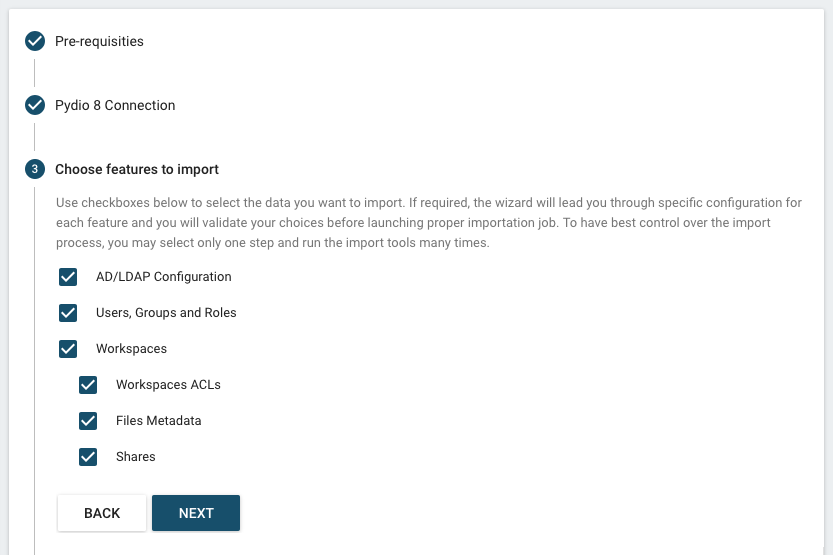 Pre-requisities
Pydio 8 Connection
3 Choose features to import
Use checkboxes below to select the data you want to import. If required, the wizard will lead you through specific configuration for
each feature and you will validate your choices before launching proper importation job. To have best control over the import
process, you may select only one step and run the import tools many times.
AD/LDAP Configuration
Users, Groups and Roles
Workspaces
Workspaces ACLs
Files Metadata
Shares
BACK NEXT